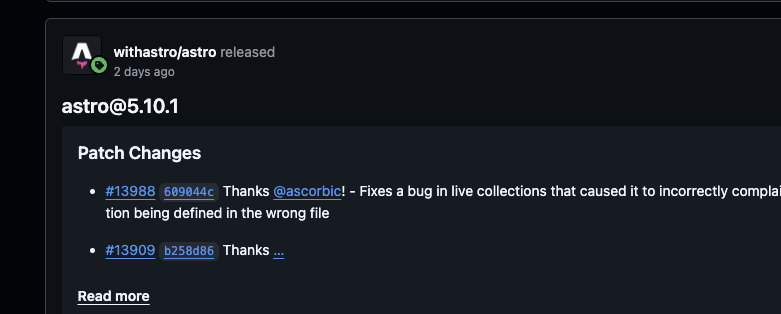 withastro/astro released
2 days ago
astro@5.10.1
Patch Changes
#13988 609044c Thanks @ascorbic! - Fixes a bug in live collections that caused it to incorrectly
tion being defined in the wrong file
#13909 b258d86 Thanks ...
Read more